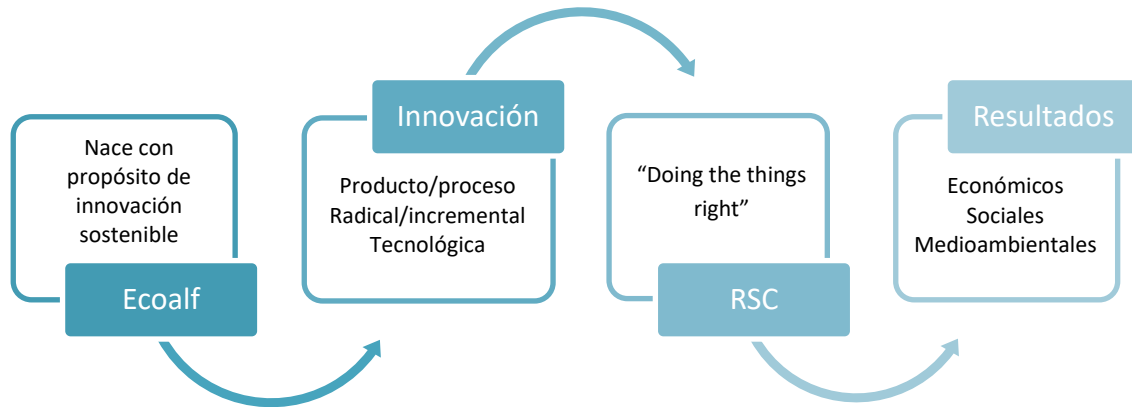 Nace con
propósito de
innovación
sostenible
Ecoalf
Innovación
Producto/proceso
Radical/incremental
Tecnológica
“Doing the things
right”
RSC
Resultados
Económicos
Sociales
Medioambientales